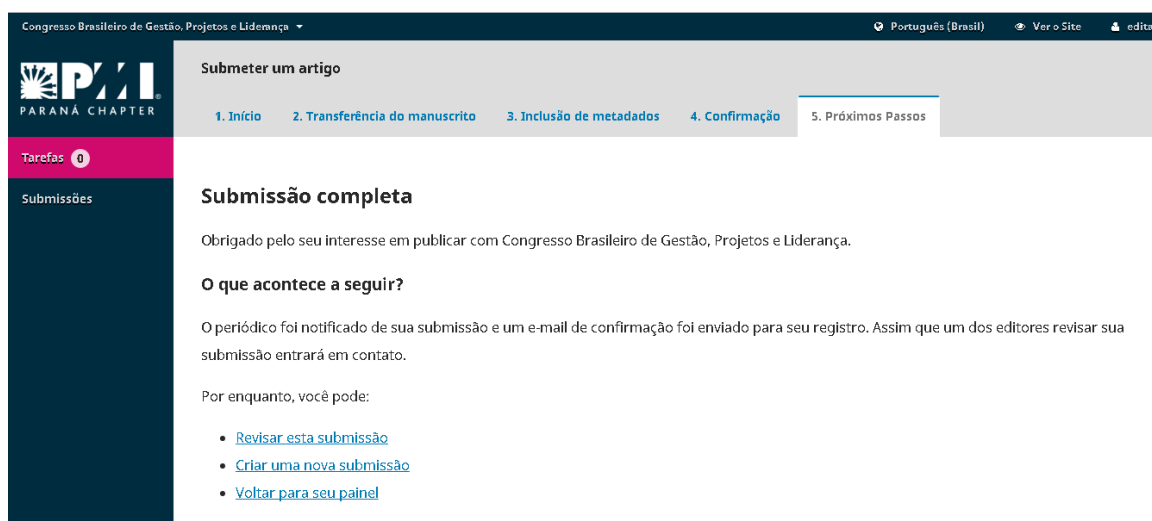 Congresso Brasileiro de Gestão, Projetos e Liderança
Português (Brasil)
Ver o Site
PMI
PARANÁ CHAPTER
Submeter um artigo
1. Início
2. Transferência do manuscrito
3. Inclusão de metadados
4. Confirmação
5. Próximos Passos
Tarefas 0
Submissões
Submissão completa
Obrigado pelo seu interesse em publicar com Congresso Brasileiro de Gestão, Projetos e Liderança.
O que acontece a seguir?
O periódico foi notificado de sua submissão e um e-mail de confirmação foi enviado para seu registro. Assim que um dos editores revisar sua
submissão entrará em contato.
Por enquanto, você pode:
Revisar esta submissão
Criar uma nova submissão
Voltar para seu painel